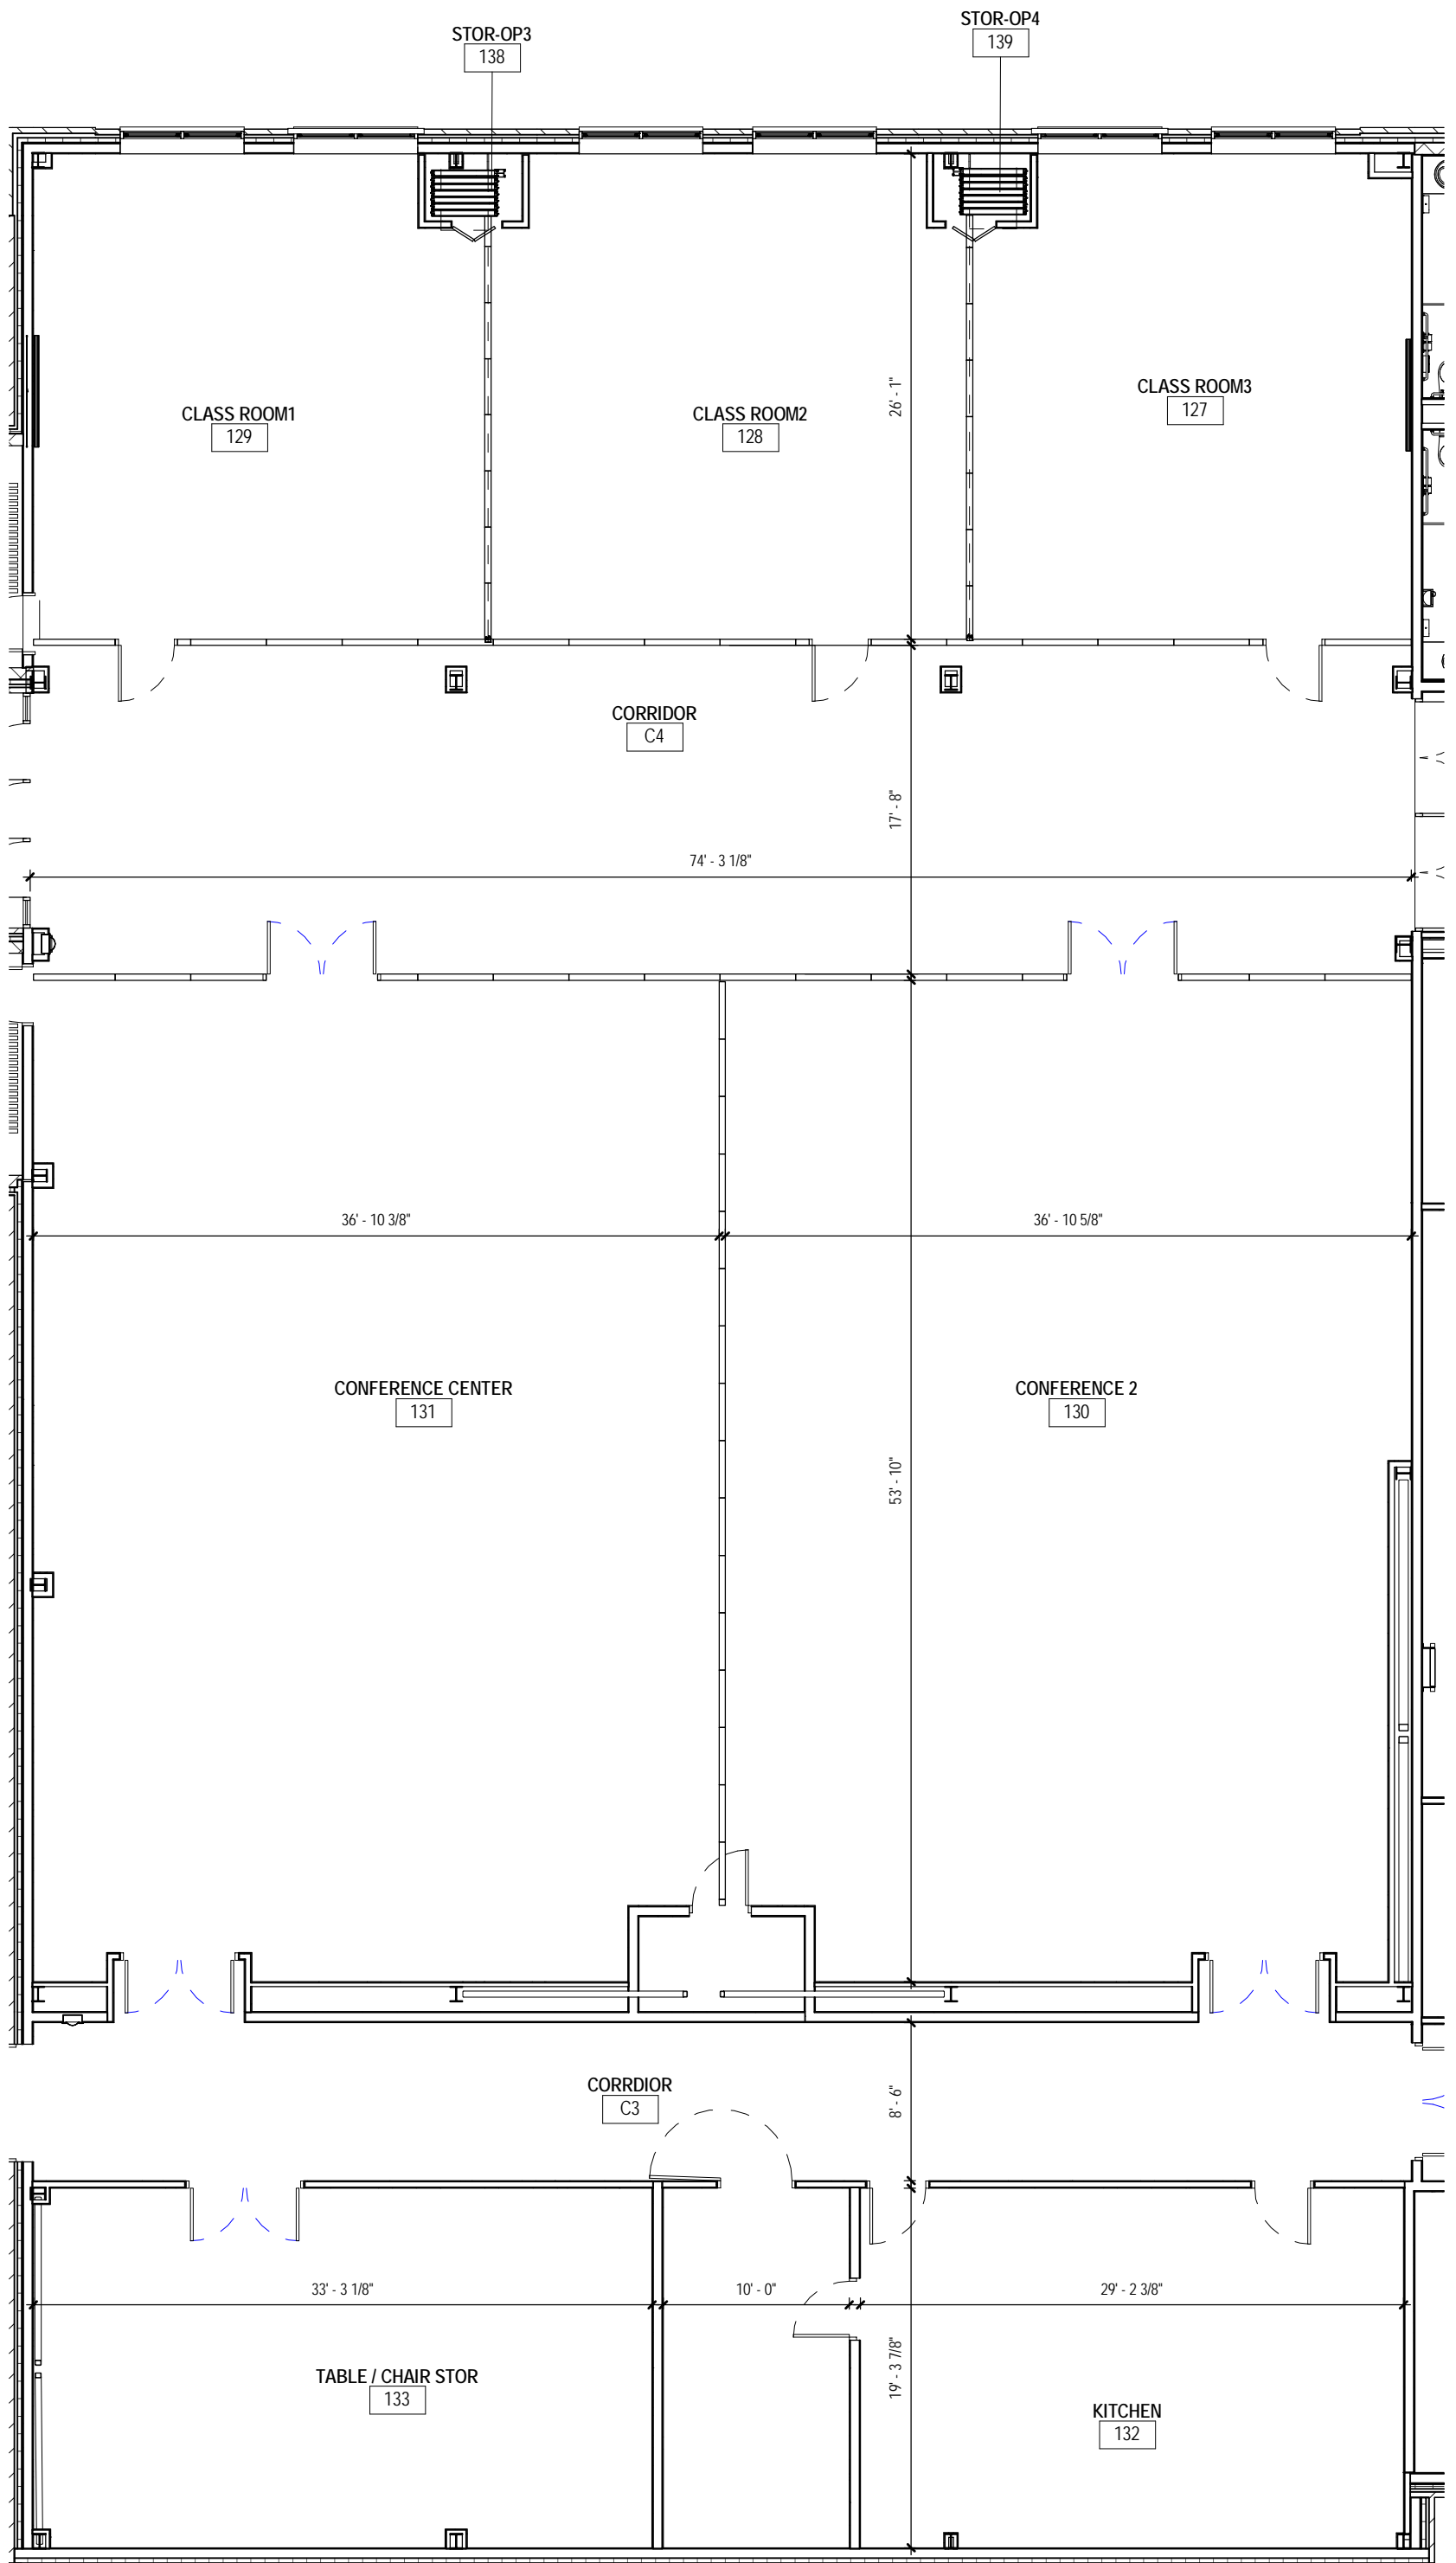 STOR-OP3
138
STOR-OP4
139
CLASS ROOM1
129
CLASS ROOM2
128
CLASS ROOM3
127
26' - 1"
CORRIDOR
C4
17' - 8"
74' - 3 1/8"
36' - 10 3/8"
36' - 10 5/8"
CONFERENCE CENTER
131
CONFERENCE 2
130
53' - 10"
CORRDIOR
C3
8' - 6"
33' - 3 1/8"
10' - 0"
29' - 2 3/8"
19' - 3 7/8"
TABLE / CHAIR STOR
133
KITCHEN
132